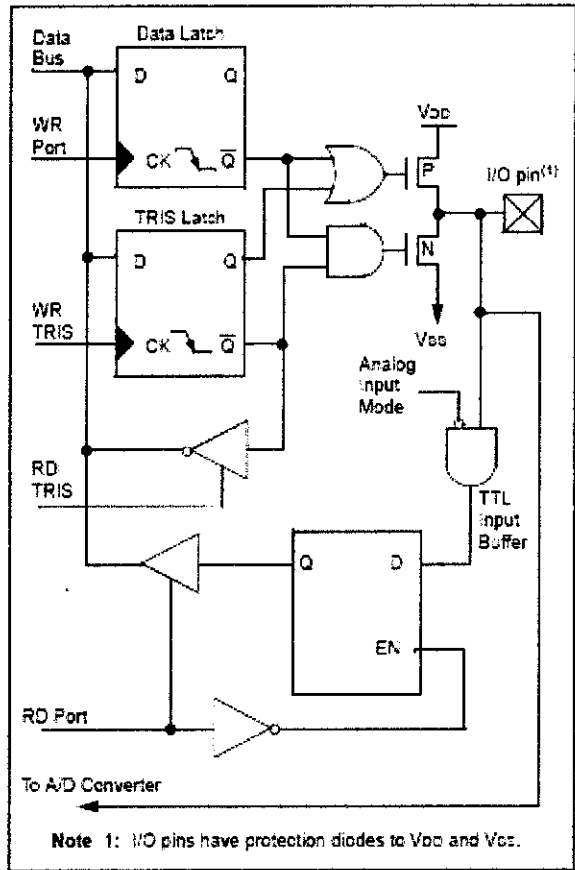 Data Bus
Data Latch
D Q
WR Port
CK Q
VDD
P
I/O pin(1)
TRIS Latch
D Q
N
WR TRIS
CK Q
VSS
Analog Input Mode
RD TRIS
TTL Input Buffer
Q D
EN
RD Port
To A/D Converter
Note 1: I/O pins have protection diodes to VDD and VSS.